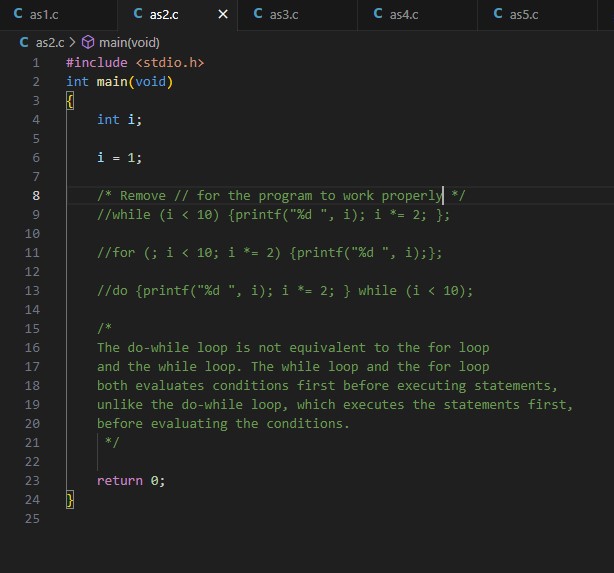 C as1.c C as2.c × C as3.c C as4.c C as5.c
C as2.c > main(void)
1 #include <stdio.h>
2 int main(void)
3 {
4 int i;
5
6 i = 1;
7
8 /* Remove // for the program to work properly */
9 //while (i < 10) {printf("%d ", i); i *= 2; };
10
11 //for (; i < 10; i *= 2) {printf("%d ", i);};
12
13 //do {printf("%d ", i); i *= 2; } while (i < 10);
14
15 /*
16 The do-while loop is not equivalent to the for loop
17 and the while loop. The while loop and the for loop
18 both evaluates conditions first before executing statements,
19 unlike the do-while loop, which executes the statements first,
20 before evaluating the conditions.
21 */
22
23 return 0;
24 }
25